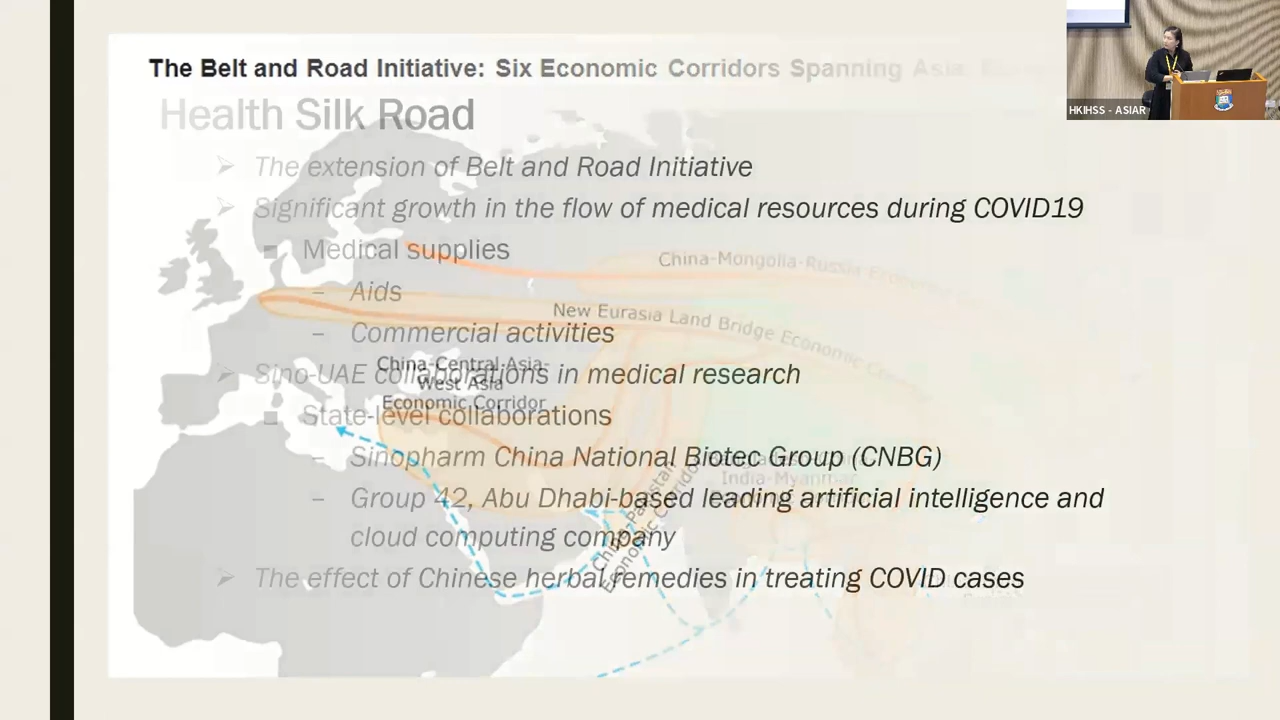 The Belt and Road Initiative: Six Economic Corridors Spanning Asia,
Health Silk Road
The extension of Belt and Road Initiative
Significant growth in the flow of medical resources during COVID19
Medical supplies
China-Mongolia-Russia Economic
Aids
New Eurasia Land Bridge Economic
Commercial activities
China-Central Asia-
West Asia
Economic Corridor
Sino-UAE collaborations in medical research
State-level collaborations
Sinopharm China National Biotec Group (CNBG)
India-Myanmar
China-Pakistan
Economic Corridor
Group 42, Abu Dhabi-based leading artificial intelligence and
cloud computing company
The effect of Chinese herbal remedies in treating COVID cases
HKIHSS - ASIAR